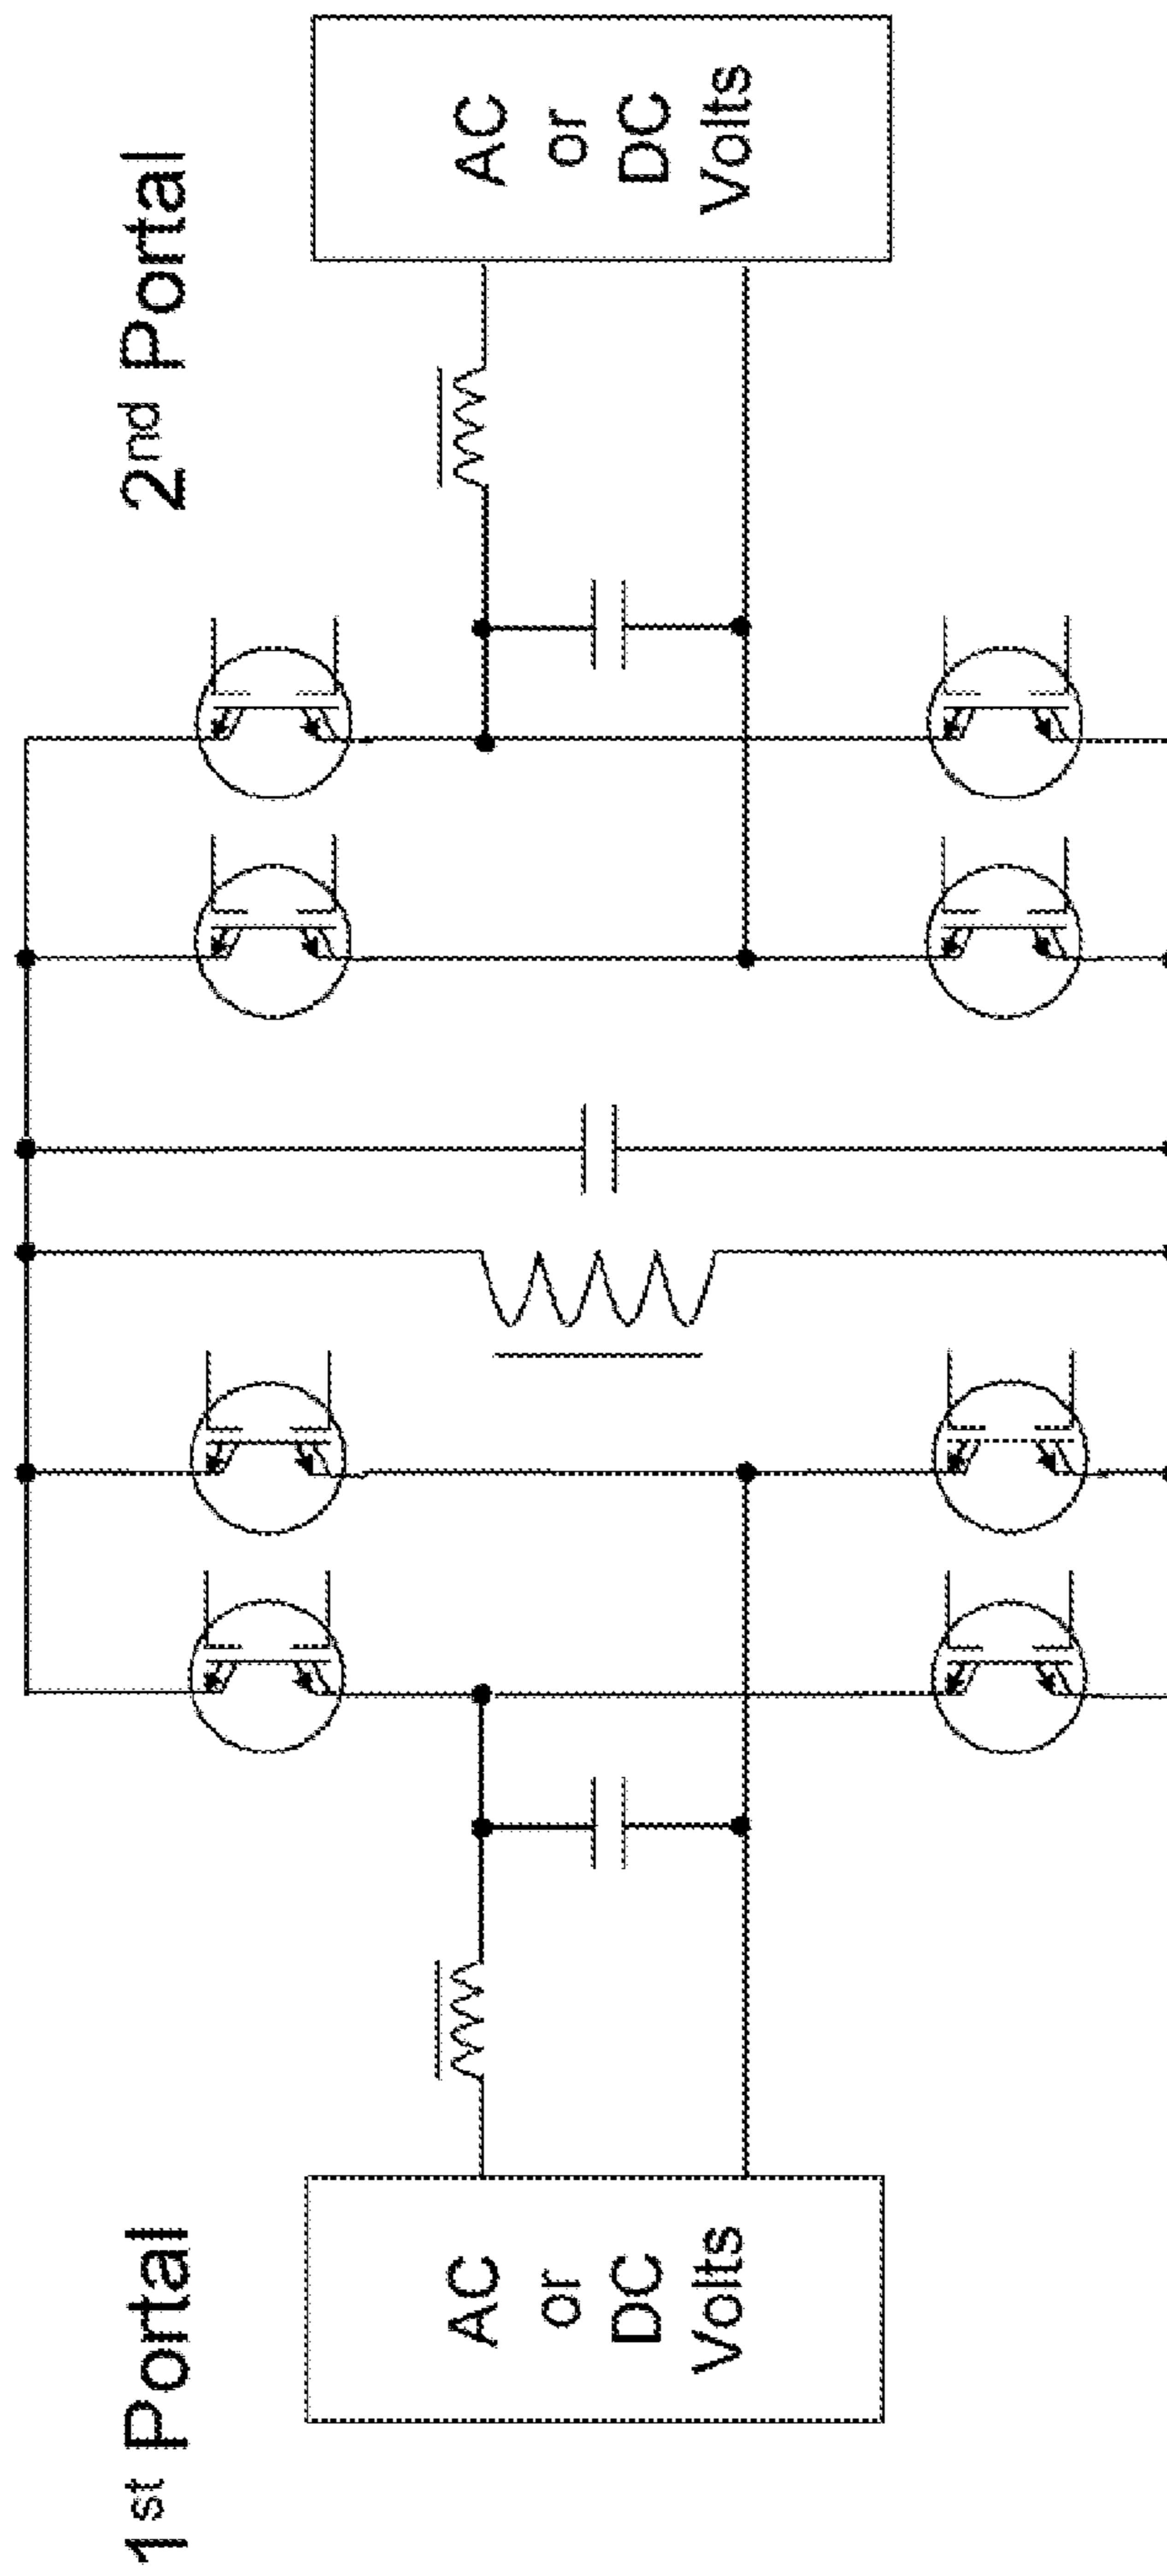 1st Portal
AC
or
DC
Volts
2nd Portal
AC
or
DC
Volts